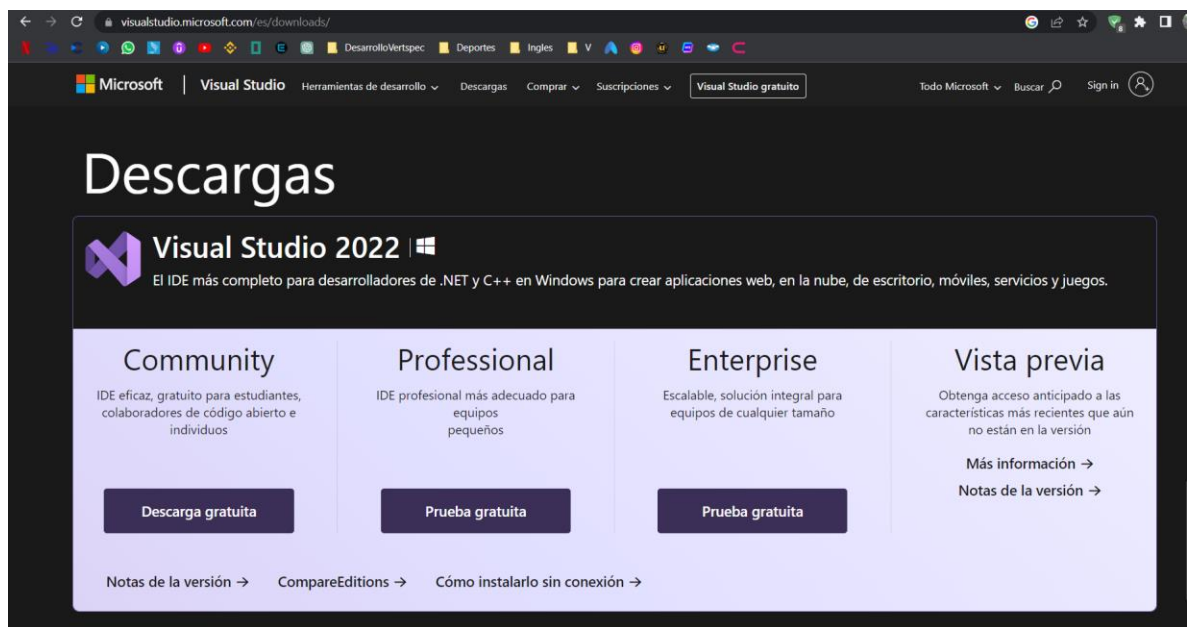 visualstudio.microsoft.com/es/downloads/
DesarrolloVertspec Deportes Ingles V
Microsoft | Visual Studio Herramientas de desarrollo Descargas Comprar Suscripciones Visual Studio gratuito Todo Microsoft Buscar Sign in
Descargas
Visual Studio 2022
El IDE más completo para desarrolladores de .NET y C++ en Windows para crear aplicaciones web, en la nube, de escritorio, móviles, servicios y juegos.
Community
IDE eficaz, gratuito para estudiantes,
colaboradores de código abierto e
individuos
Descarga gratuita
Professional
IDE profesional más adecuado para
equipos
pequeños
Prueba gratuita
Enterprise
Escalable, solución integral para
equipos de cualquier tamaño
Prueba gratuita
Vista previa
Obtenga acceso anticipado a las
características más recientes que aún
no están en la versión
Más información →
Notas de la versión →
Notas de la versión → CompareEditions → Cómo instalarlo sin conexión →